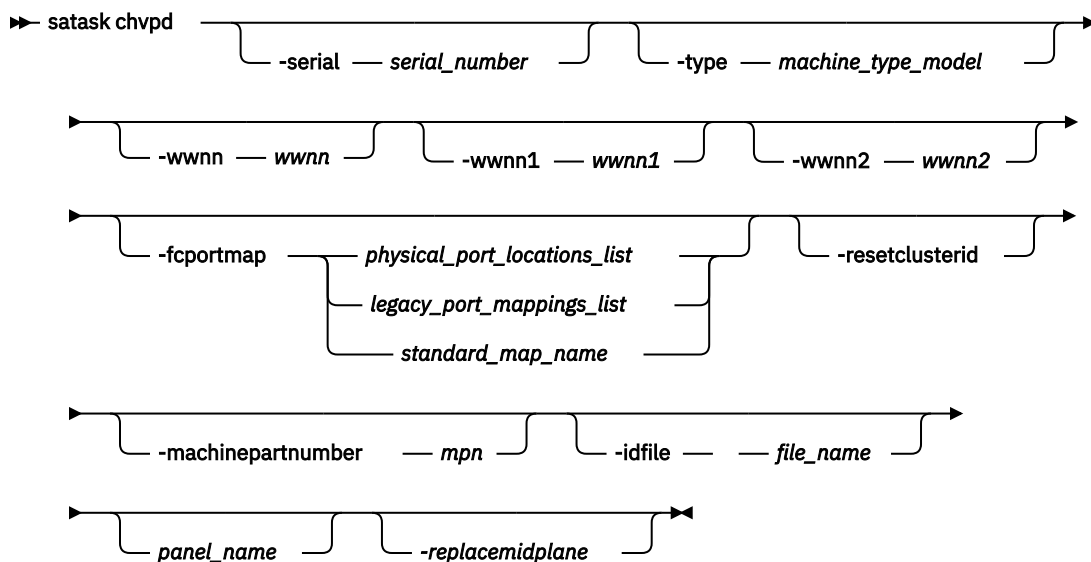 satask chvpd
-serial serial_number -type machine_type_model
-wwnn wwnn -wwnn1 wwnn1 -wwnn2 wwnn2
-fcportmap physical_port_locations_list -resetclusterid
legacy_port_mappings_list
standard_map_name
-machinepartnumber mpn -idfile file_name
panel_name -replacemidplane